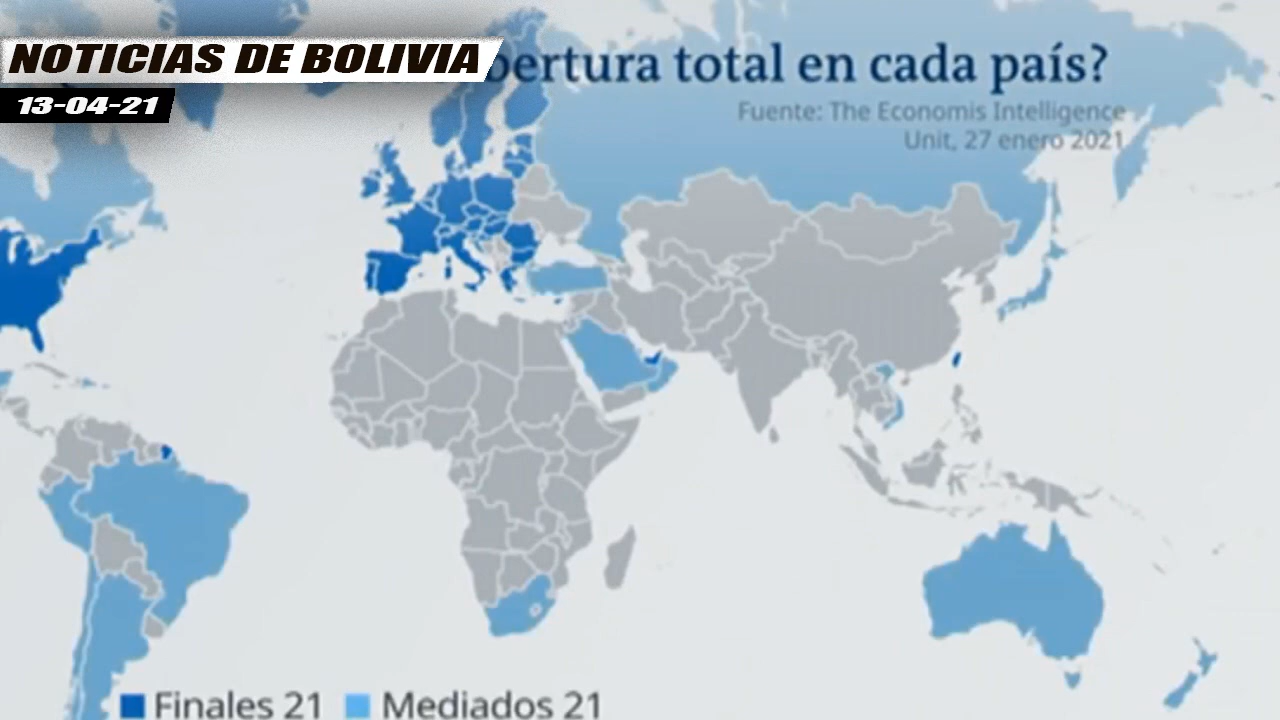 NOTICIAS DE BOLIVIA
13-04-21
bertura total en cada país?
Fuente: The Economis Intelligence
Unit, 27 enero 2021
Finales 21 Mediados 21